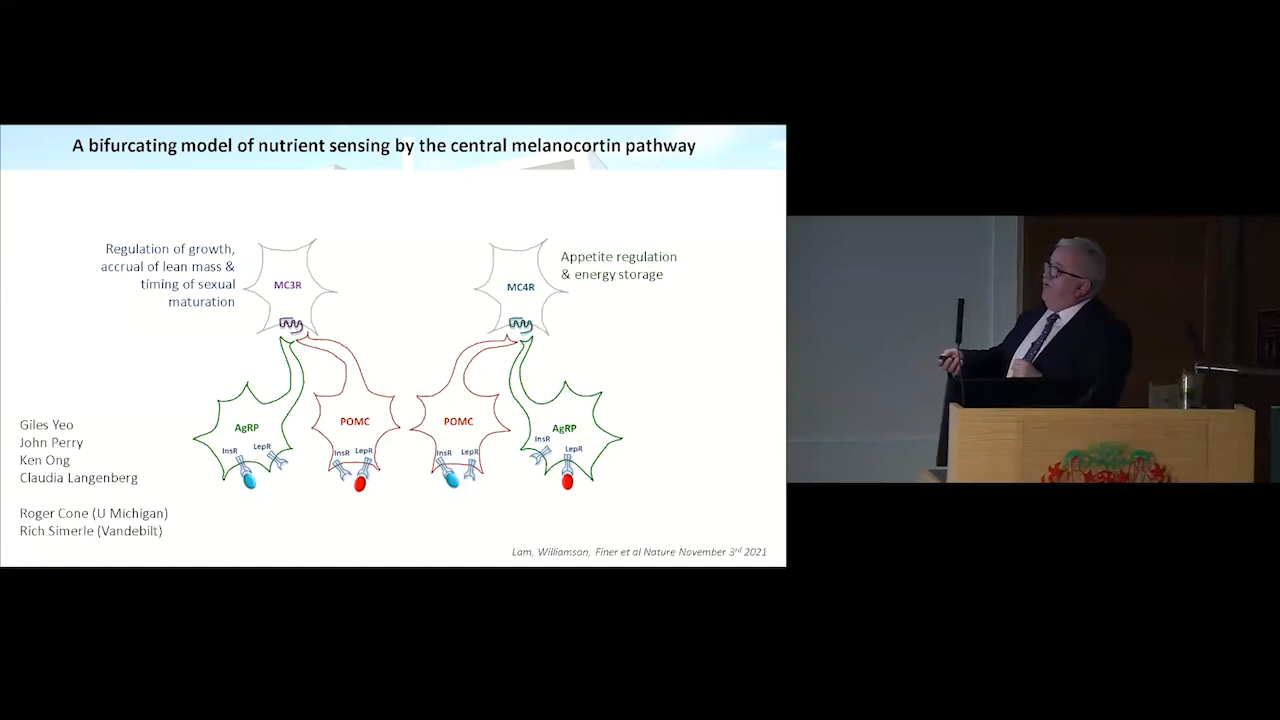 A bifurcating model of nutrient sensing by the central melanocortin pathway
Regulation of growth,
accrual of lean mass &
timing of sexual
maturation
MC3R
MC4R
Appetite regulation
& energy storage
AgRP
InsR
LepR
POMC
InsR
LepR
POMC
InsR
LepR
AgRP
InsR
LepR
Giles Yeo
John Perry
Ken Ong
Claudia Langenberg
Roger Cone (U Michigan)
Rich Simerle (Vandebilt)
Lam, Williamson, Finer et al Nature November 3rd 2021